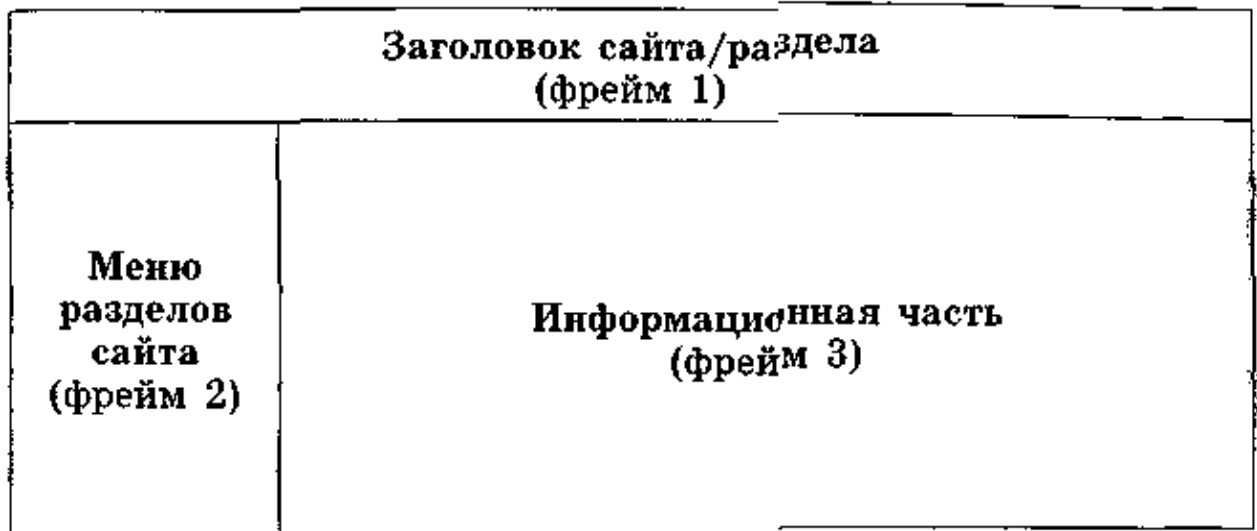 Заголовок сайта/раздела
(фрейм 1)
Меню
разделов
сайта
(фрейм 2)
Информационная часть
(фрейм 3)